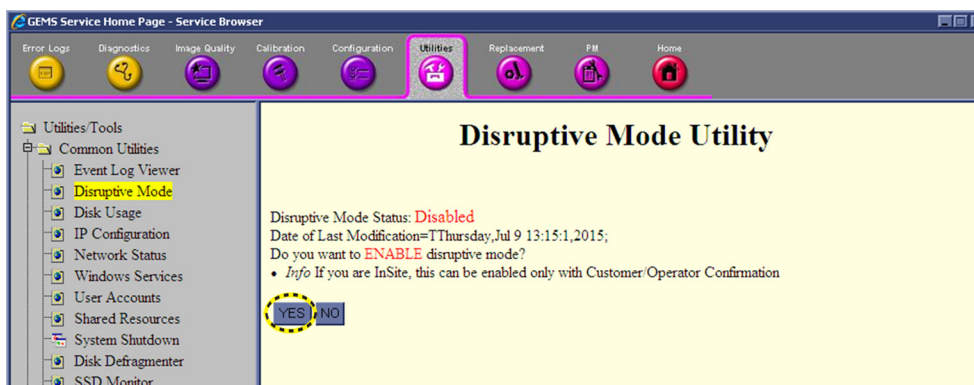 GEMS Service Home Page - Service Browser
Error Logs Diagnostics Image Quality Calibration Configuration Utilities Replacement PM Home
Utilities/Tools
Common Utilities
Event Log Viewer
Disruptive Mode
Disk Usage
IP Configuration
Network Status
Windows Services
User Accounts
Shared Resources
System Shutdown
Disk Defragmenter
SSD Monitor
Disruptive Mode Utility
Disruptive Mode Status: Disabled
Date of Last Modification=TThursday,Jul 9 13:15:1,2015;
Do you want to ENABLE disruptive mode?
• Info If you are InSite, this can be enabled only with Customer/Operator Confirmation
YES NO